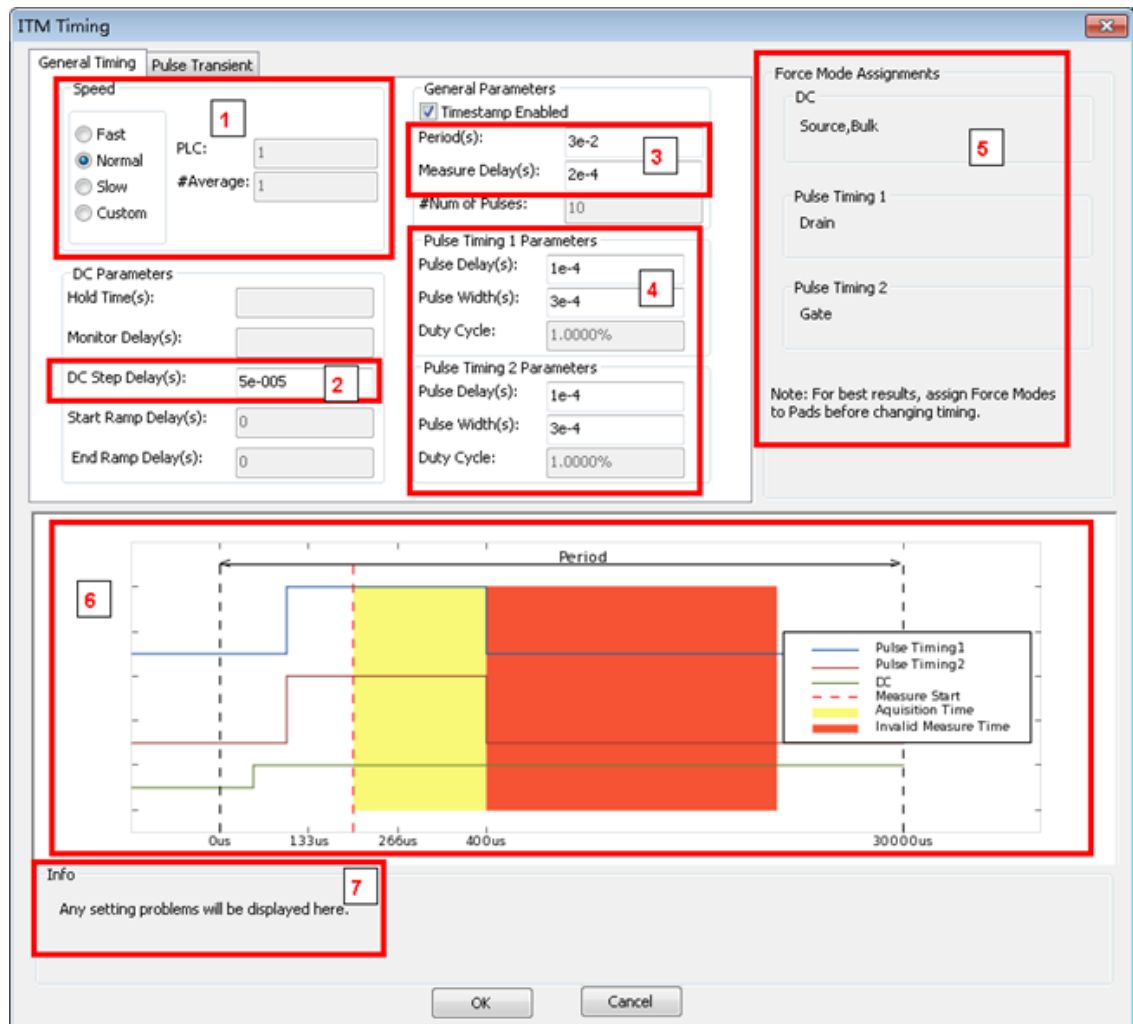 ITM Timing
General Timing
Pulse Transient
Speed
1
Fast
Normal
Slow
Custom
PLC:
1
#Average:
1
DC Parameters
Hold Time(s):
Monitor Delay(s):
DC Step Delay(s):
5e-005
2
Start Ramp Delay(s):
0
End Ramp Delay(s):
0
General Parameters
Timestamp Enabled
Period(s):
3e-2
3
Measure Delay(s):
2e-4
#Num of Pulses:
10
Pulse Timing 1 Parameters
Pulse Delay(s):
1e-4
4
Pulse Width(s):
3e-4
Duty Cycle:
1.0000%
Pulse Timing 2 Parameters
Pulse Delay(s):
1e-4
Pulse Width(s):
3e-4
Duty Cycle:
1.0000%
Force Mode Assignments
DC
Source,Bulk
5
Pulse Timing 1
Drain
Pulse Timing 2
Gate
Note: For best results, assign Force Modes
to Pads before changing timing.
6
Period
Pulse Timing1
Pulse Timing2
DC
Measure Start
Aquisition Time
Invalid Measure Time
0us
133us
266us
400us
30000us
Info
7
Any setting problems will be displayed here.
OK
Cancel